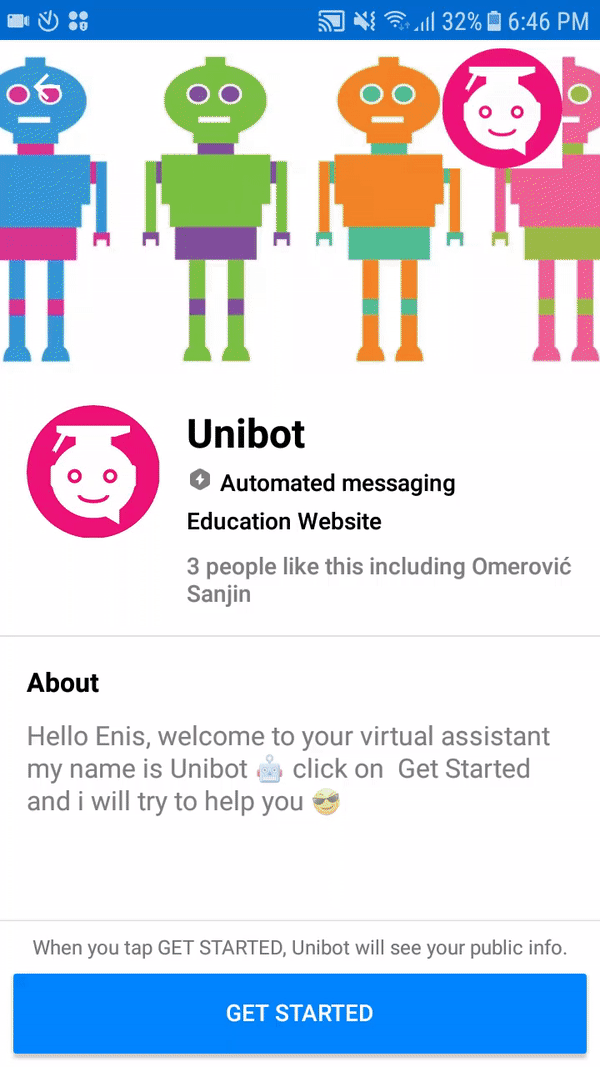 32% 6:46 PM
Unibot
Automated messaging
Education Website
3 people like this including Omerović
Sanjin
About
Hello Enis, welcome to your virtual assistant
my name is Unibot 🤖 click on  Get Started
and i will try to help you 😎
When you tap GET STARTED, Unibot will see your public info.
GET STARTED